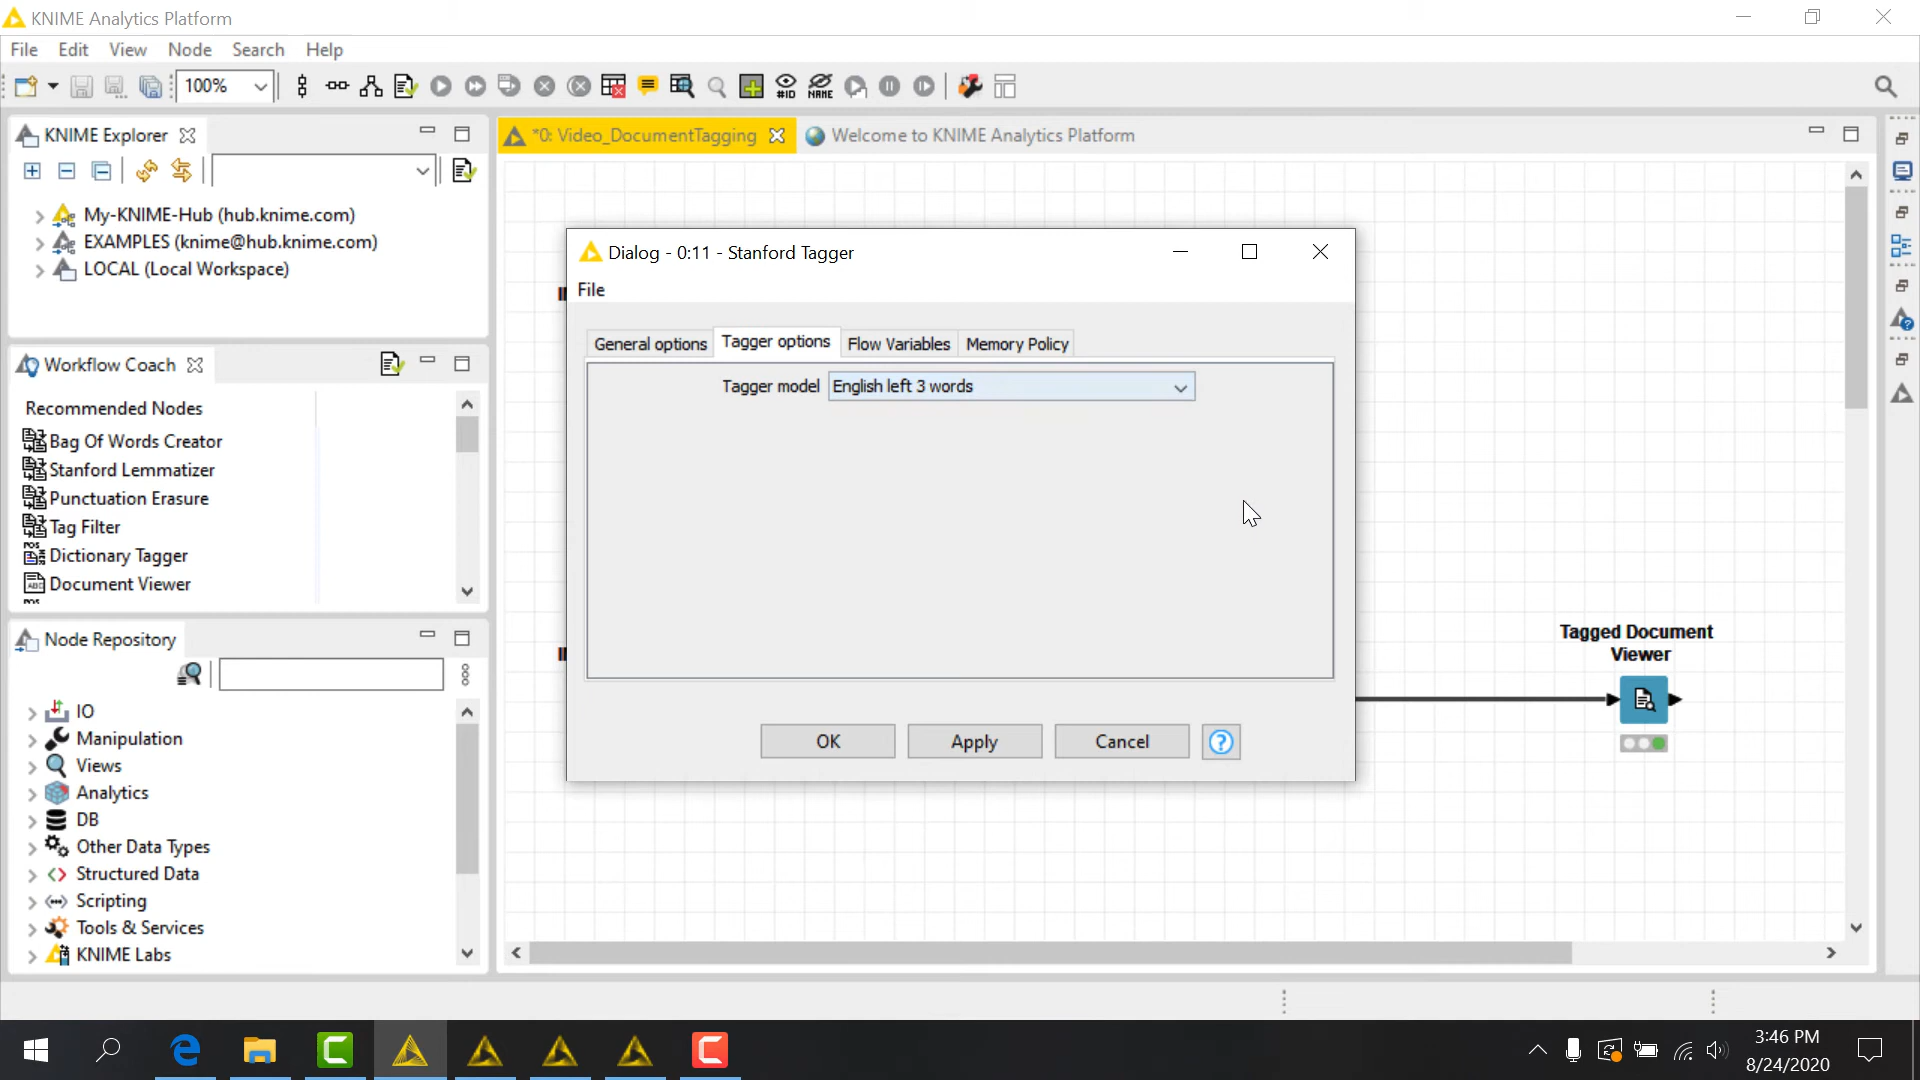 KNIME Analytics Platform
File Edit View Node Search Help
100%
#ID
NAME
KNIME Explorer
My-KNIME-Hub (hub.knime.com)
EXAMPLES (knime@hub.knime.com)
LOCAL (Local Workspace)
Workflow Coach
Recommended Nodes
Bag Of Words Creator
Stanford Lemmatizer
Punctuation Erasure
Tag Filter
Dictionary Tagger
Document Viewer
Node Repository
IO
Manipulation
Views
Analytics
DB
Other Data Types
Structured Data
Scripting
Tools & Services
KNIME Labs
*0: Video_DocumentTagging
Welcome to KNIME Analytics Platform
Dialog - 0:11 - Stanford Tagger
File
General options Tagger options Flow Variables Memory Policy
Tagger model English left 3 words
OK Apply Cancel
Tagged Document
Viewer
3:46 PM
8/24/2020